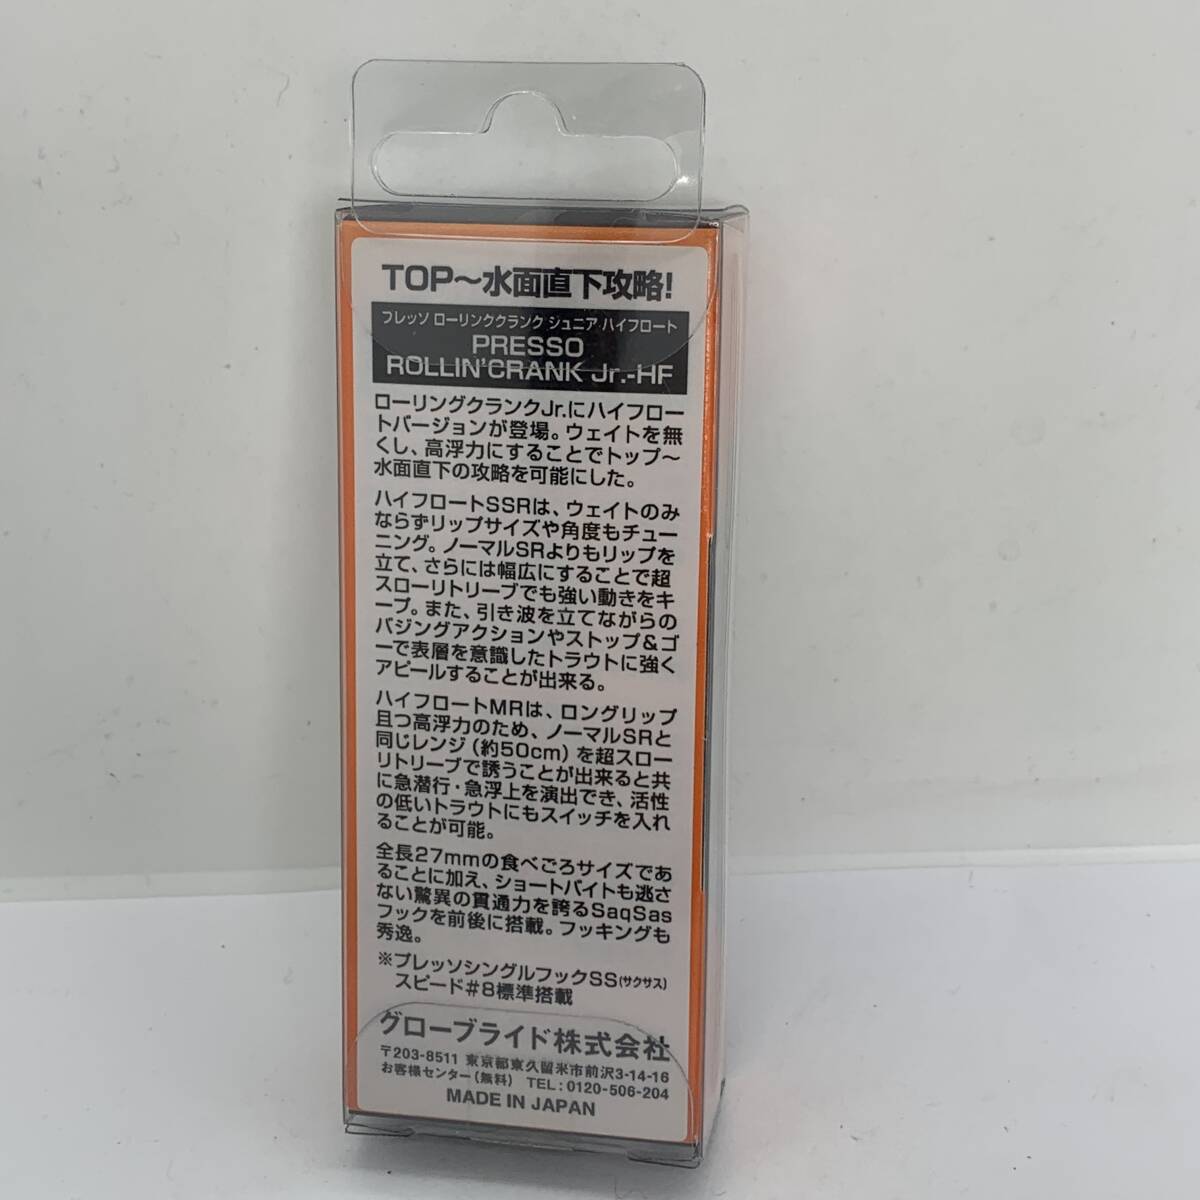 TOP～水面直下攻略!
プレッソ ローリンククランク ジュニア ハイフロート
PRESSO
ROLLIN'CRANK Jr.-HF
ローリングクランクJr.にハイフロー
トバージョンが登場。ウェイトを無
くし、高浮力にすることでトップ～
水面直下の攻略を可能にした。
ハイフロートSSRは、ウェイトのみ
ならずリップサイズや角度もチュー
ニング。ノーマルSRよりもリップを
立て、さらには幅広にすることで超
スローリトリーブでも強い動きをキ
ープ。また、引き波を立てながらの
バジングアクションやストップ&ゴ
ーで表層を意識したトラウトに強く
アピールすることが出来る。
ハイフロートMRは、ロングリップ
且つ高浮力のため、ノーマルSRと
同じレンジ（約50cm）を超スロー
リトリーブで誘うことが出来ると共
に急潜行・急浮上を演出でき、活性
の低いトラウトにもスイッチを入れ
ることが可能。
全長27mmの食べごろサイズであ
ることに加え、ショートバイトも逃さ
ない驚異の貫通力を誇るSaqSas
フックを前後に搭載。フッキングも
秀逸。
※プレッソシングルフックSS(サクサス)
スピード#8標準搭載
グローブライド株式会社
〒203-8511 東京都東久留米市前沢3-14-16
お客様センター（無料） TEL：0120-506-204
MADE IN JAPAN